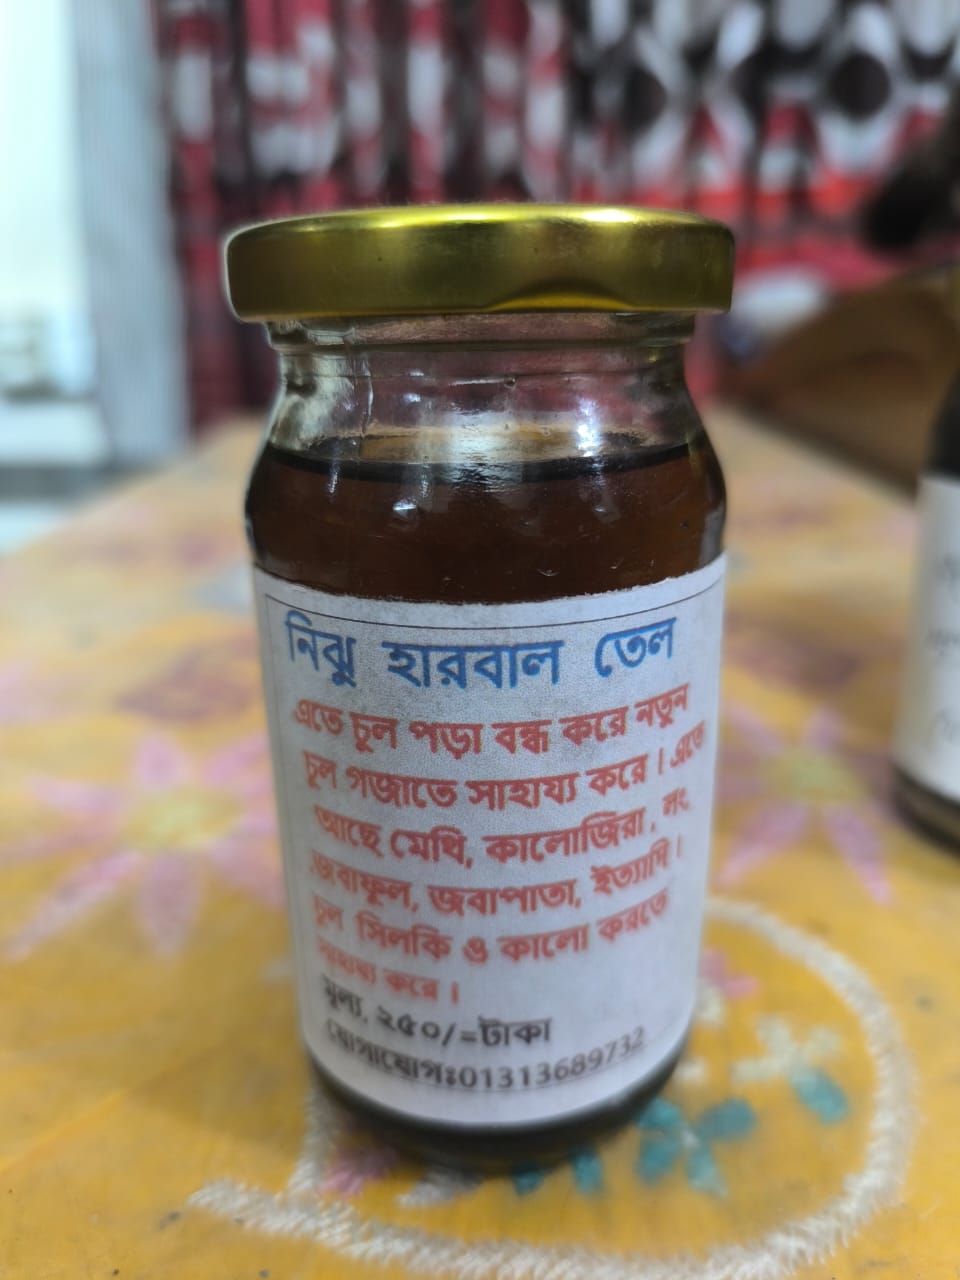 নিঝু হারবাল তেল
এতে চুল পড়া বন্ধ করে নতুন
চুল গজাতে সাহায্য করে। এতে
আছে মেথি, কালোজিরা, লং,
জবাফুল, জবাপাতা, ইত্যাদি।
চুল সিলকি ও কালো করতে
সাহায্য করে।
মূল্য, ২৫০/=টাকা
যোগাযোগঃ01313689732